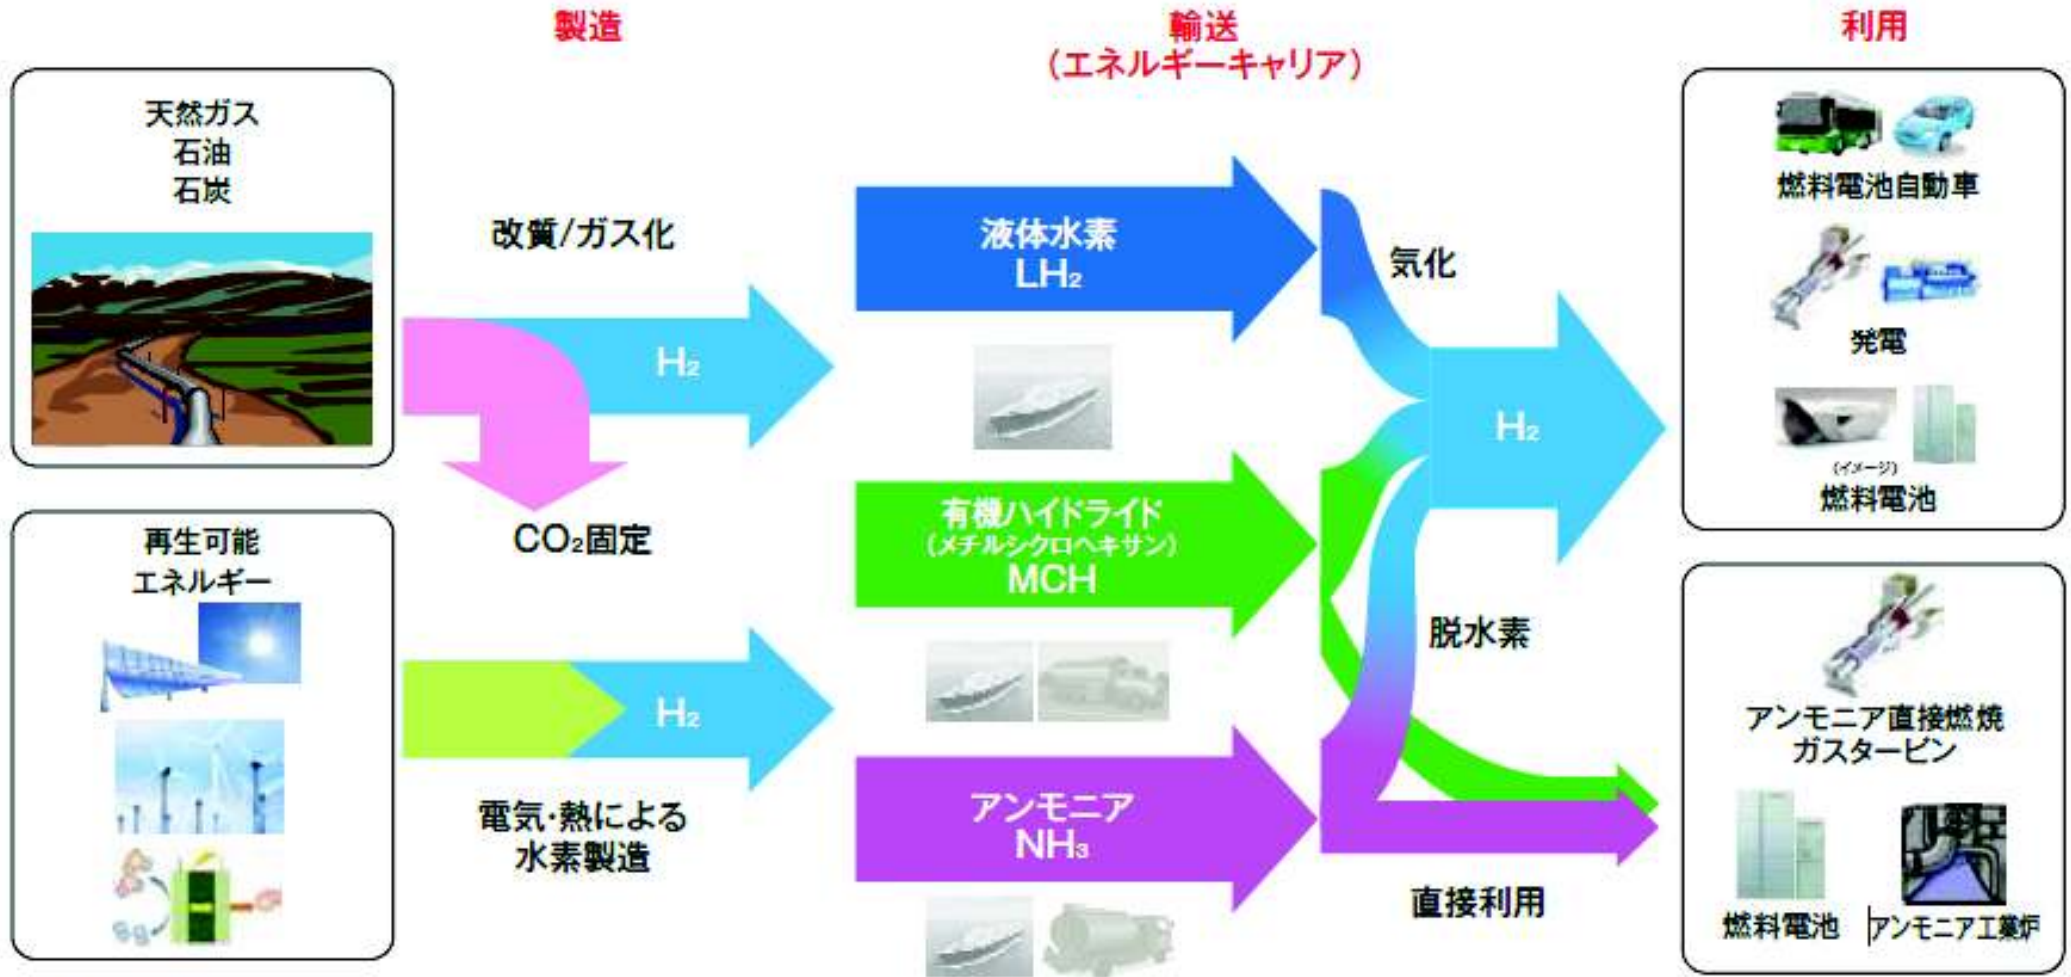 製造
輸送
(エネルギーキャリア)
利用
天然ガス
石油
石炭
改質/ガス化
H₂
CO₂固定
再生可能
エネルギー
H₂
電気・熱による
水素製造
液体水素
LH₂
有機ハイドライド
(メチルシクロヘキサン)
MCH
アンモニア
NH₃
気化
H₂
脱水素
直接利用
燃料電池自動車
発電
(イメージ)
燃料電池
アンモニア直接燃焼
ガスタービン
燃料電池
アンモニア工業炉